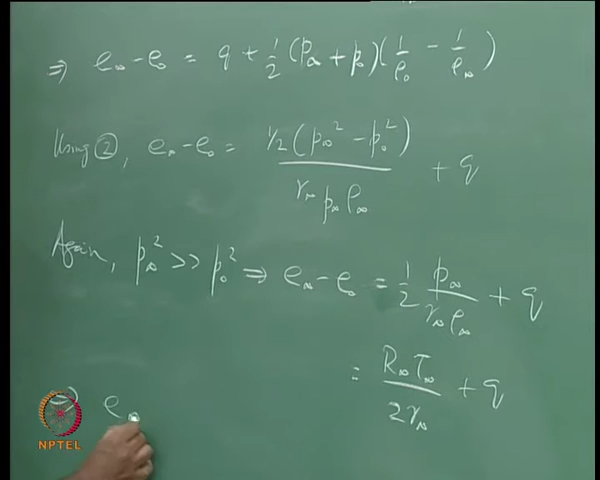 ⇒ e∞ - e₀ = q + 1/2 (p∞ + p₀)(1/ρ₀ - 1/ρ∞)
Using ②, e∞ - e₀ = 1/2 (p∞² - p₀²) / γ∞ p∞ ρ∞ + q
Again, p∞² >> p₀² ⇒ e∞ - e₀ = 1/2 p∞ / γ∞ ρ∞ + q
= R∞ T∞ / 2γ∞ + q
⇒ e∞
NPTEL